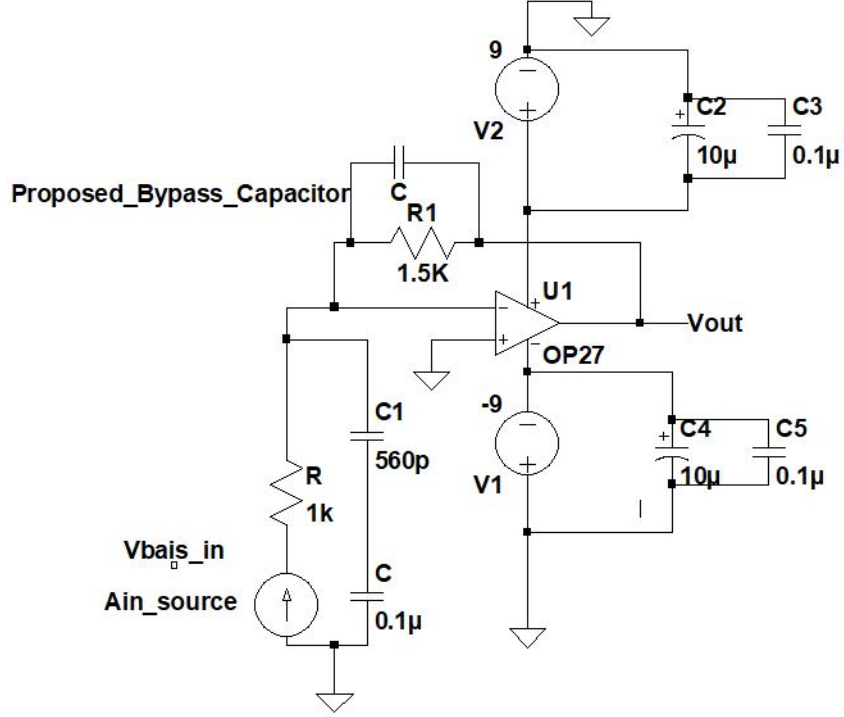 9
V2
C2
10µ
C3
0.1µ
Proposed_Bypass_Capacitor
C
R1
1.5K
U1
OP27
Vout
-9
V1
C4
10µ
C5
0.1µ
C1
560p
R
1k
Vbais_in
Ain_source
C
0.1µ